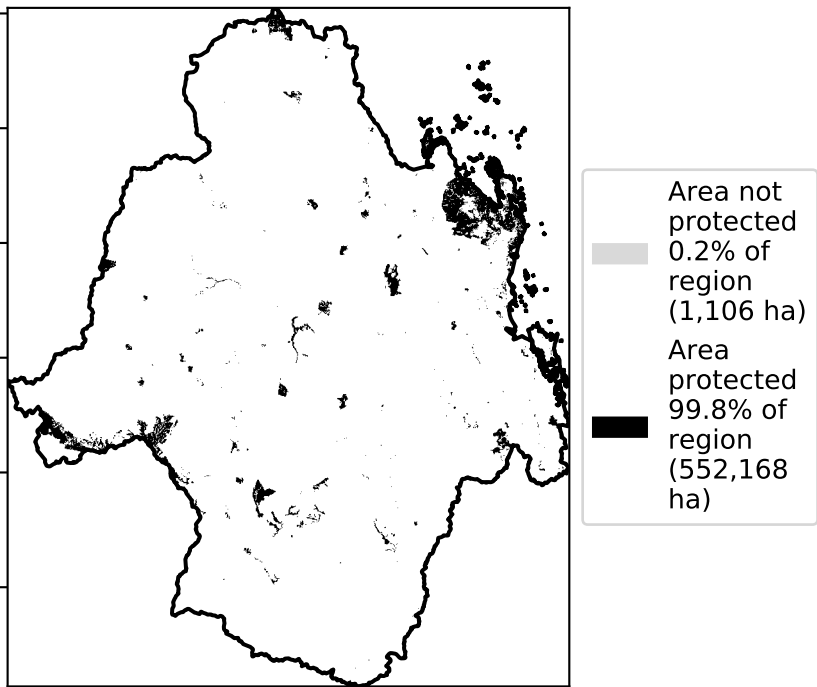 Area not
protected
0.2% of
region
(1,106 ha)
Area
protected
99.8% of
region
(552,168
ha)